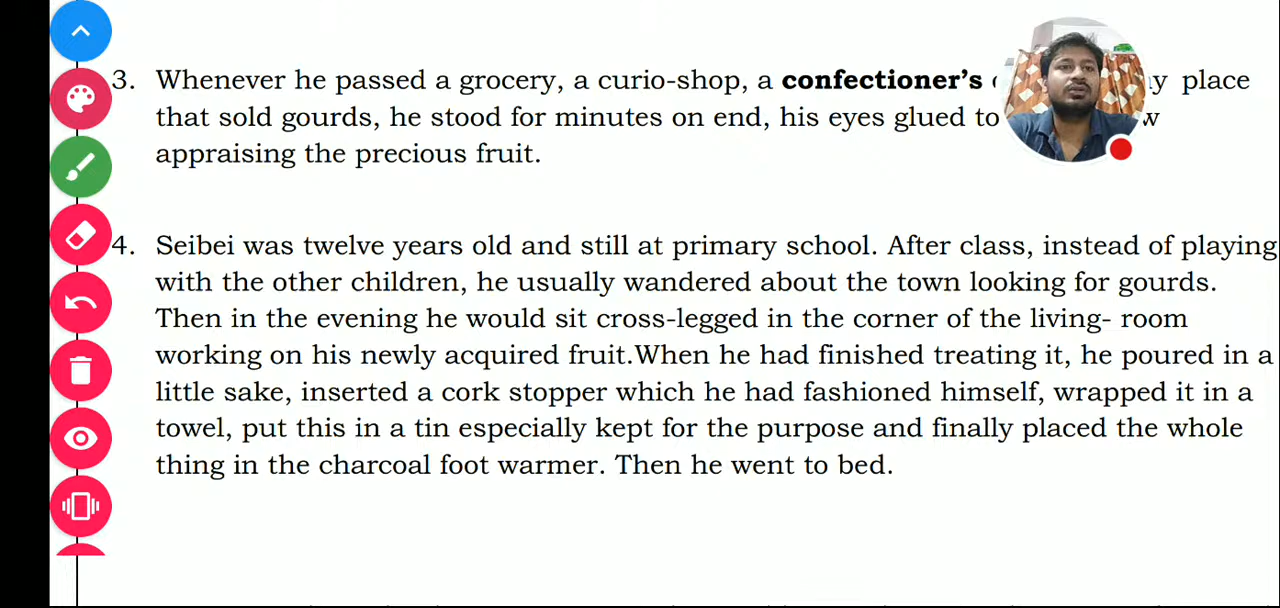 3. Whenever he passed a grocery, a curio-shop, a confectioner's place
that sold gourds, he stood for minutes on end, his eyes glued to
appraising the precious fruit.
4. Seibei was twelve years old and still at primary school. After class, instead of playing
with the other children, he usually wandered about the town looking for gourds.
Then in the evening he would sit cross-legged in the corner of the living- room
working on his newly acquired fruit.When he had finished treating it, he poured in a
little sake, inserted a cork stopper which he had fashioned himself, wrapped it in a
towel, put this in a tin especially kept for the purpose and finally placed the whole
thing in the charcoal foot warmer. Then he went to bed.